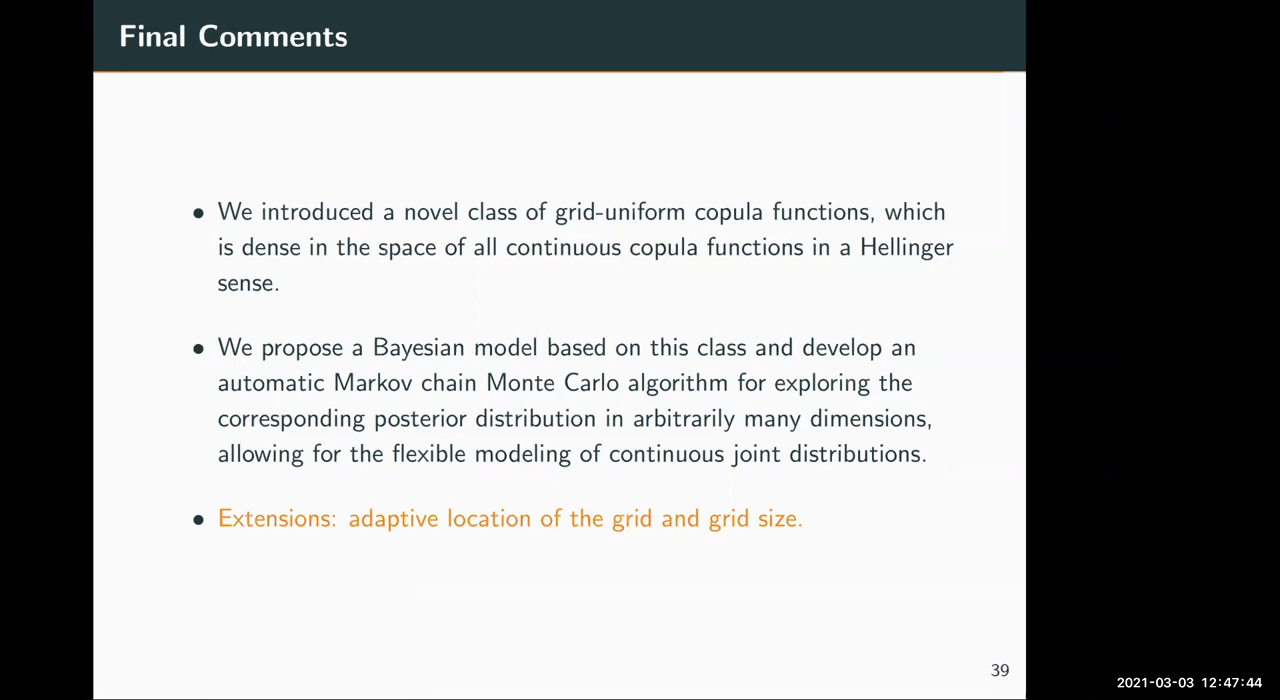 Final Comments
• We introduced a novel class of grid-uniform copula functions, which
is dense in the space of all continuous copula functions in a Hellinger
sense.
• We propose a Bayesian model based on this class and develop an
automatic Markov chain Monte Carlo algorithm for exploring the
corresponding posterior distribution in arbitrarily many dimensions,
allowing for the flexible modeling of continuous joint distributions.
• Extensions: adaptive location of the grid and grid size.
39
2021-03-03 12:47:44